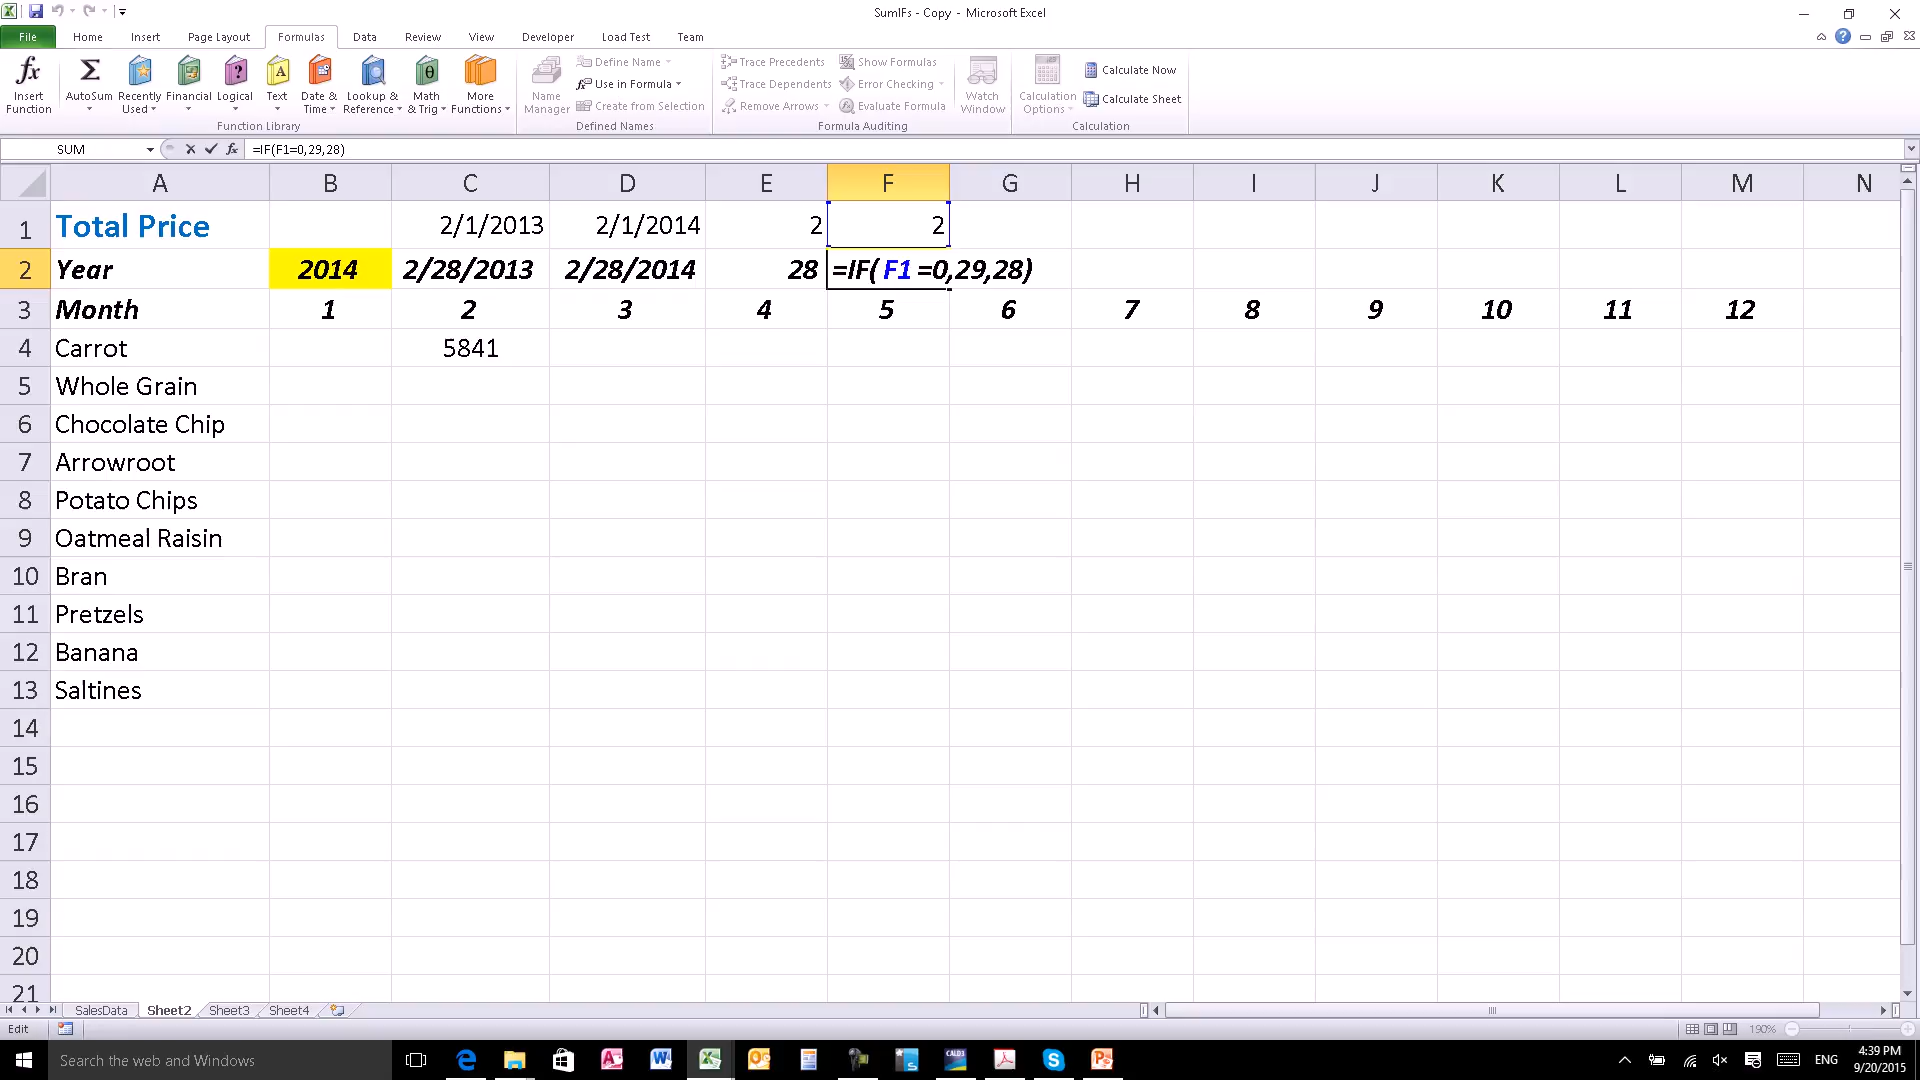 SumIFs - Copy - Microsoft Excel
File Home Insert Page Layout Formulas Data Review View Developer Load Test Team
Insert Function
AutoSum
Recently Used
Financial
Logical
Text
Date & Time
Lookup & Reference
Math & Trig
More Functions
Function Library
Name Manager
Define Name
Use in Formula
Create from Selection
Defined Names
Trace Precedents
Trace Dependents
Remove Arrows
Show Formulas
Error Checking
Evaluate Formula
Formula Auditing
Watch Window
Calculation Options
Calculate Now
Calculate Sheet
Calculation
SUM fx =IF(F1=0,29,28)
A B C D E F G H I J K L M N
1 Total Price 2/1/2013 2/1/2014 2 2
2 Year 2014 2/28/2013 2/28/2014 28 =IF( F1 =0,29,28)
3 Month 1 2 3 4 5 6 7 8 9 10 11 12
4 Carrot 5841
5 Whole Grain
6 Chocolate Chip
7 Arrowroot
8 Potato Chips
9 Oatmeal Raisin
10 Bran
11 Pretzels
12 Banana
13 Saltines
14
15
16
17
18
19
20
21
SalesData Sheet2 Sheet3 Sheet4
Edit 190%
Search the web and Windows
ENG
4:39 PM
9/20/2015